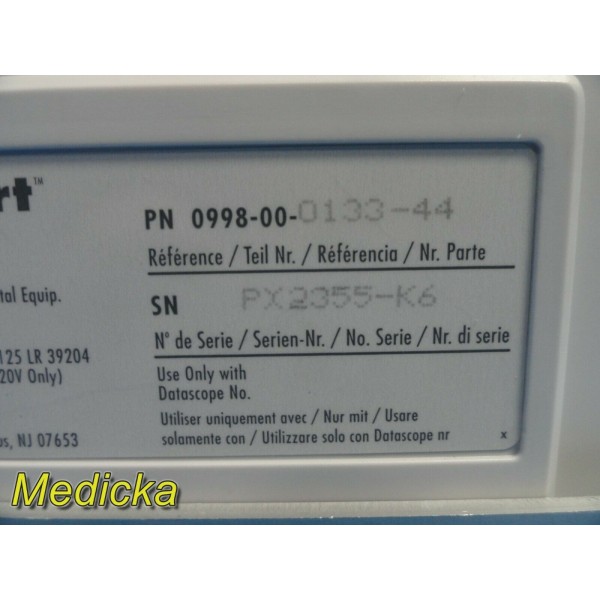 rt™
PN 0998-00-0133-44
Référence / Teil Nr. / Référencia / Nr. Parte
tal Equip.
SN PX2355-K6
N° de Serie / Serien-Nr. / No. Serie / Nr. di serie
125 LR 39204
20V Only)
Use Only with
Datascope No.
Utiliser uniquement avec / Nur mit / Usare
solamente con / Utilizzare solo con Datascope nr x
us, NJ 07653
Medicka